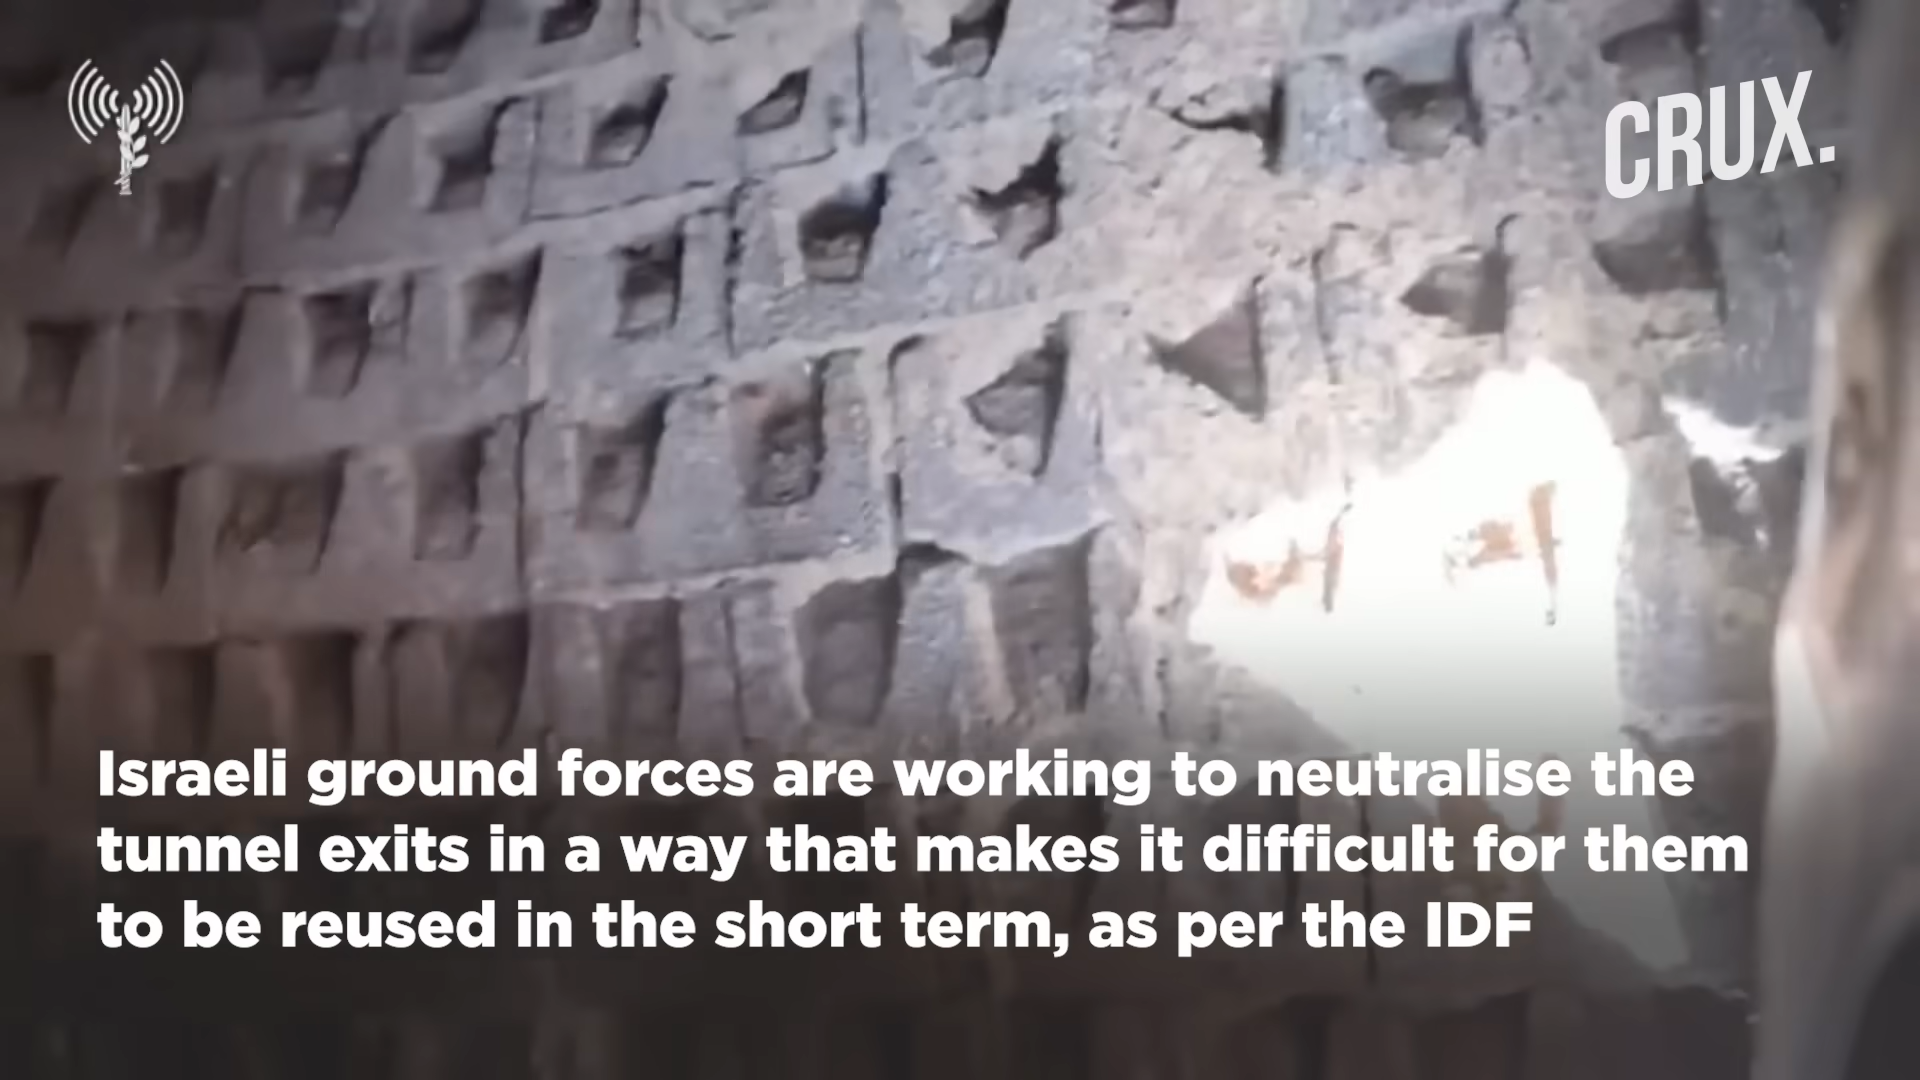 CRUX.
Israeli ground forces are working to neutralise the
tunnel exits in a way that makes it difficult for them
to be reused in the short term, as per the IDF